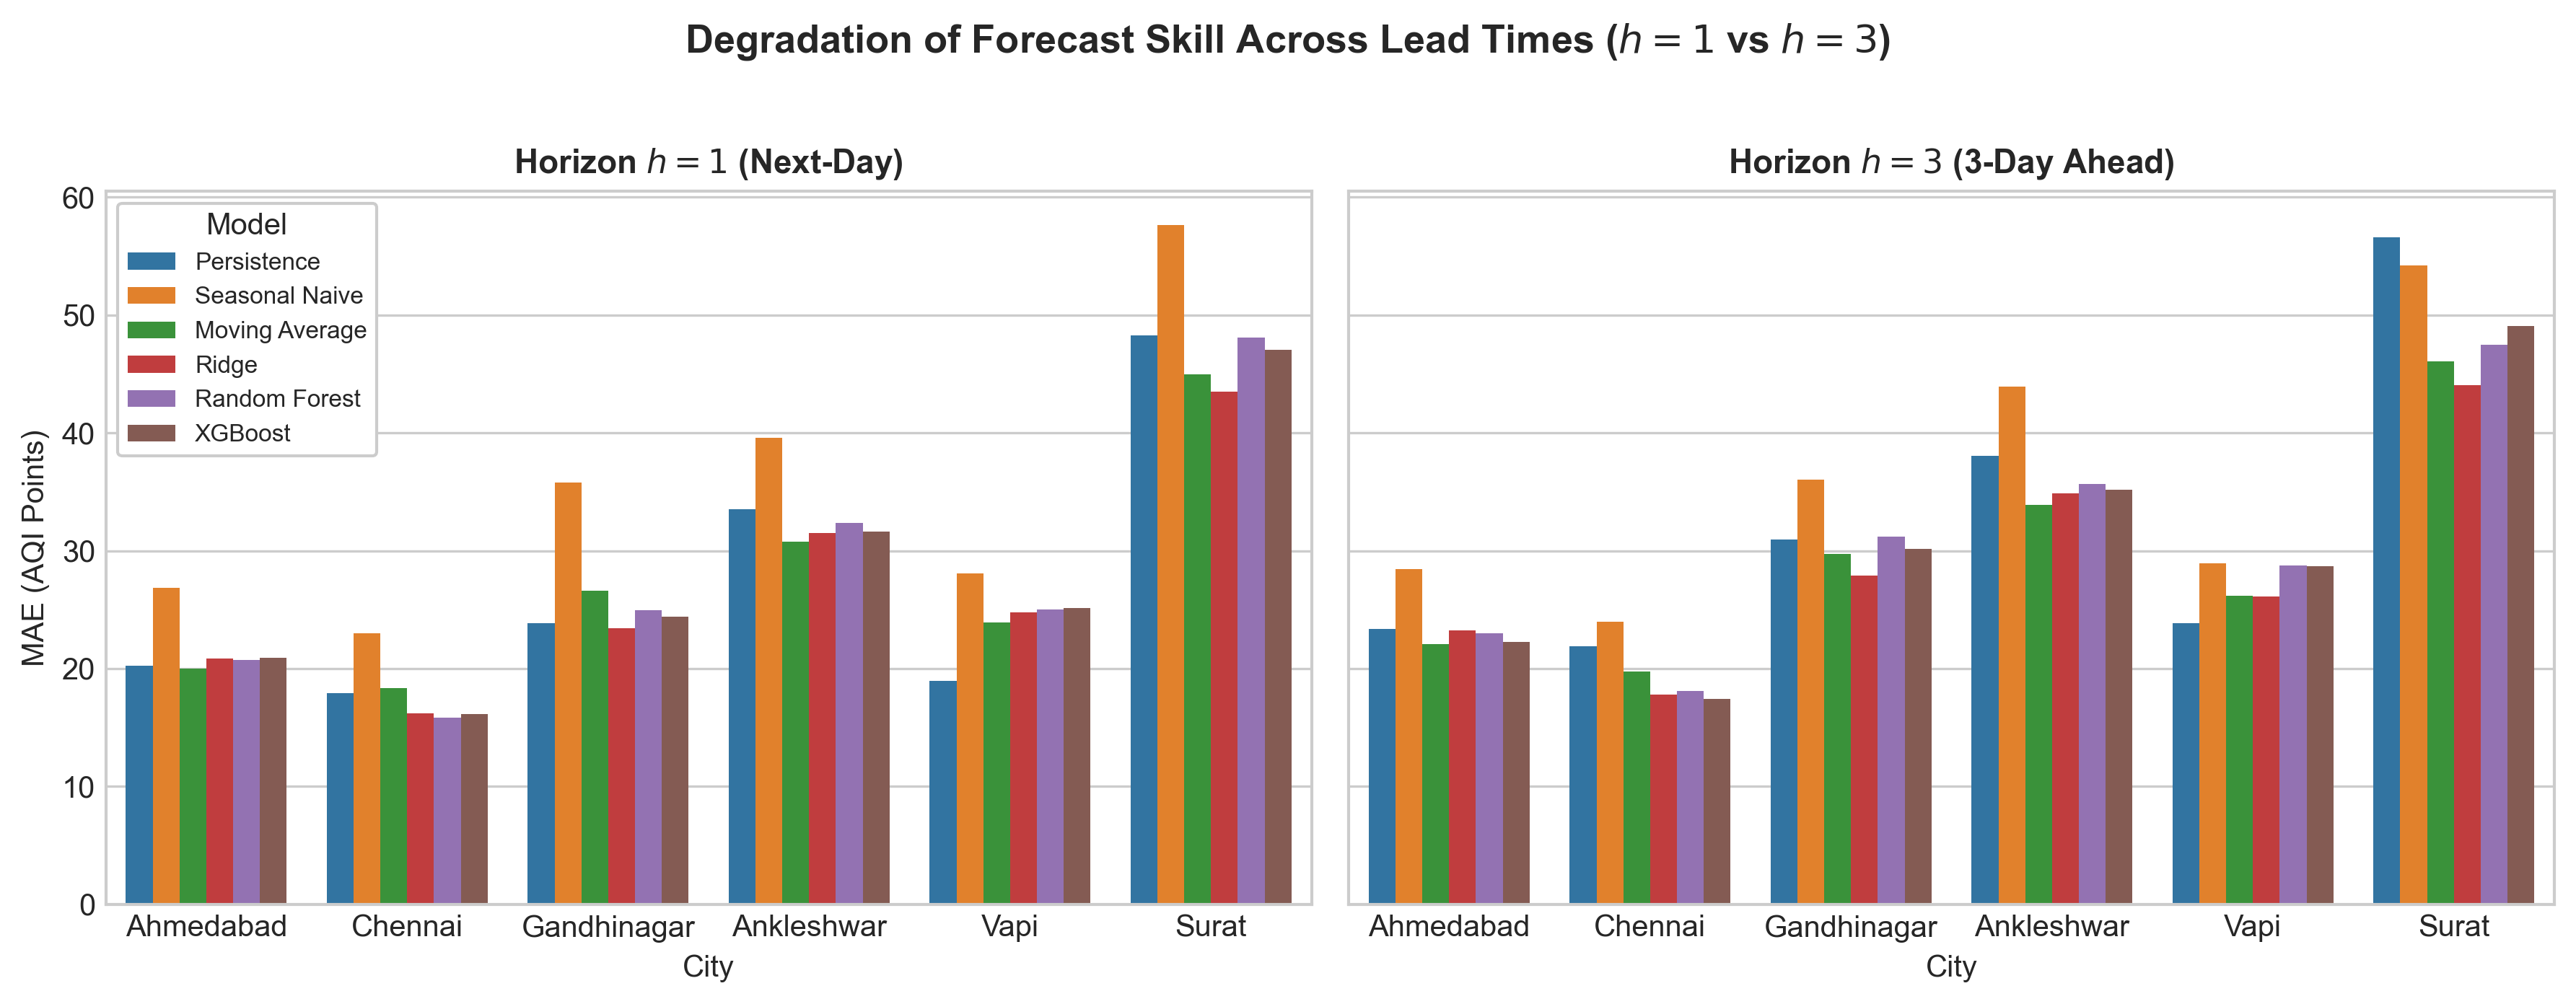 Degradation of Forecast Skill Across Lead Times (h = 1 vs h = 3)
Horizon h = 1 (Next-Day)
60
50
40
30
20
10
0
MAE (AQI Points)
Model
Persistence
Seasonal Naive
Moving Average
Ridge
Random Forest
XGBoost
Ahmedabad
Chennai
Gandhinagar
Ankleshwar
Vapi
Surat
City
Horizon h = 3 (3-Day Ahead)
Ahmedabad
Chennai
Gandhinagar
Ankleshwar
Vapi
Surat
City